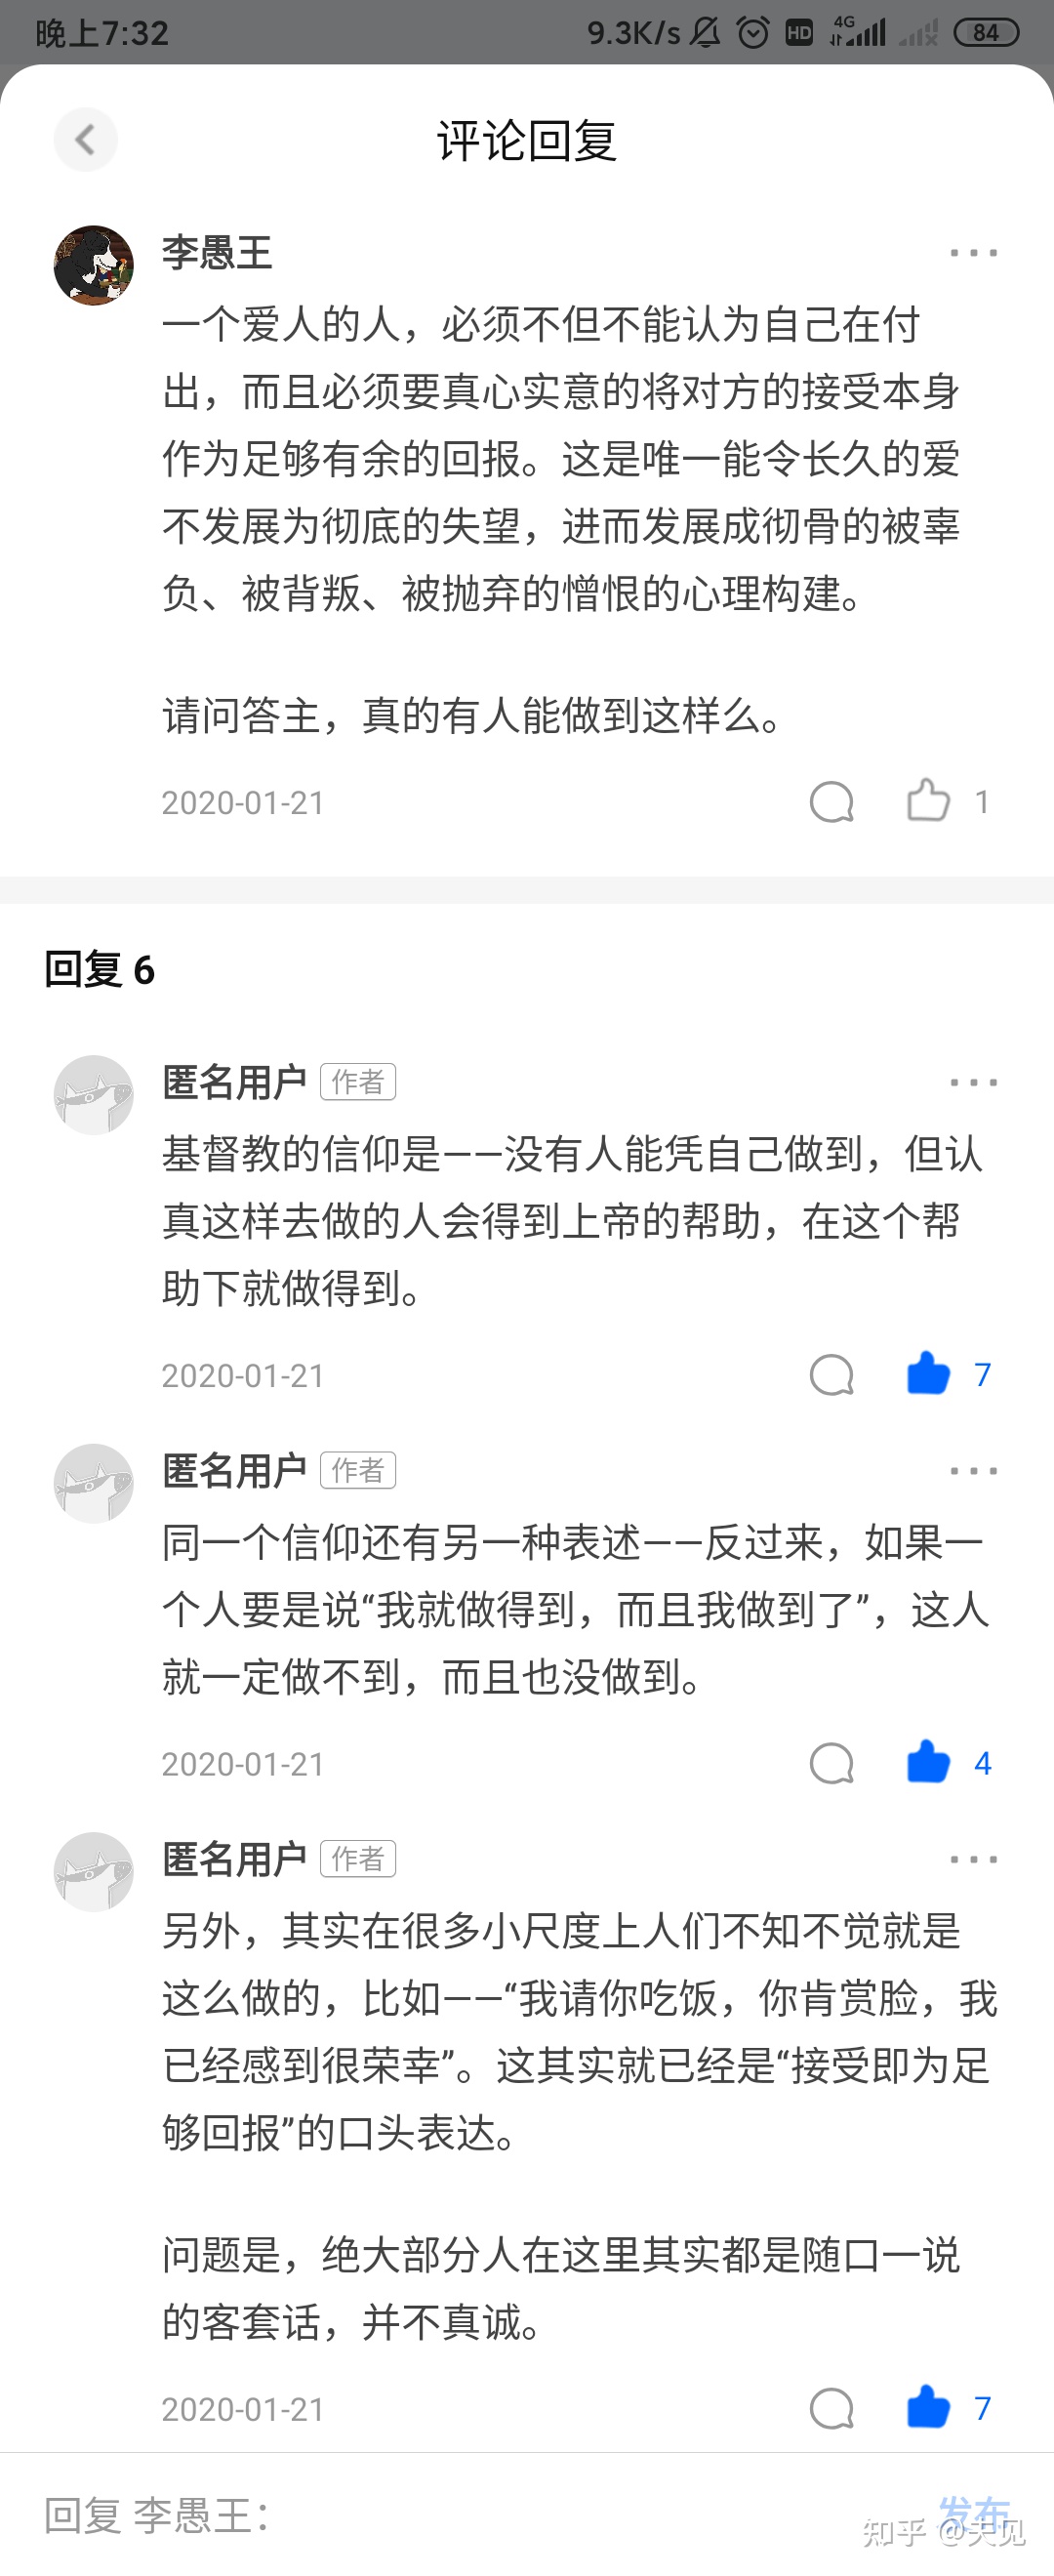 晚上7:32
9.3K/s
HD
4G
84
评论回复
李愚王
一个爱人的人，必须不但不能认为自己在付
出，而且必须要真心实意的将对方的接受本身
作为足够有余的回报。这是唯一能令长久的爱
不发展为彻底的失望，进而发展成彻骨的被辜
负、被背叛、被抛弃的憎恨的心理构建。
请问答主，真的有人能做到这样么。
2020-01-21
1
回复 6
匿名用户 作者
基督教的信仰是——没有人能凭自己做到，但认
真这样去做的人会得到上帝的帮助，在这个帮
助下就做得到。
2020-01-21
7
匿名用户 作者
同一个信仰还有另一种表述——反过来，如果一
个人要是说“我就做得到，而且我做到了”，这人
就一定做不到，而且也没做到。
2020-01-21
4
匿名用户 作者
另外，其实在很多小尺度上人们不知不觉就是
这么做的，比如——“我请你吃饭，你肯赏脸，我
已经感到很荣幸”。这其实就已经是“接受即为足
够回报”的口头表达。
问题是，绝大部分人在这里其实都是随口一说
的客套话，并不真诚。
2020-01-21
7
回复 李愚王：
发布
知乎 @天见